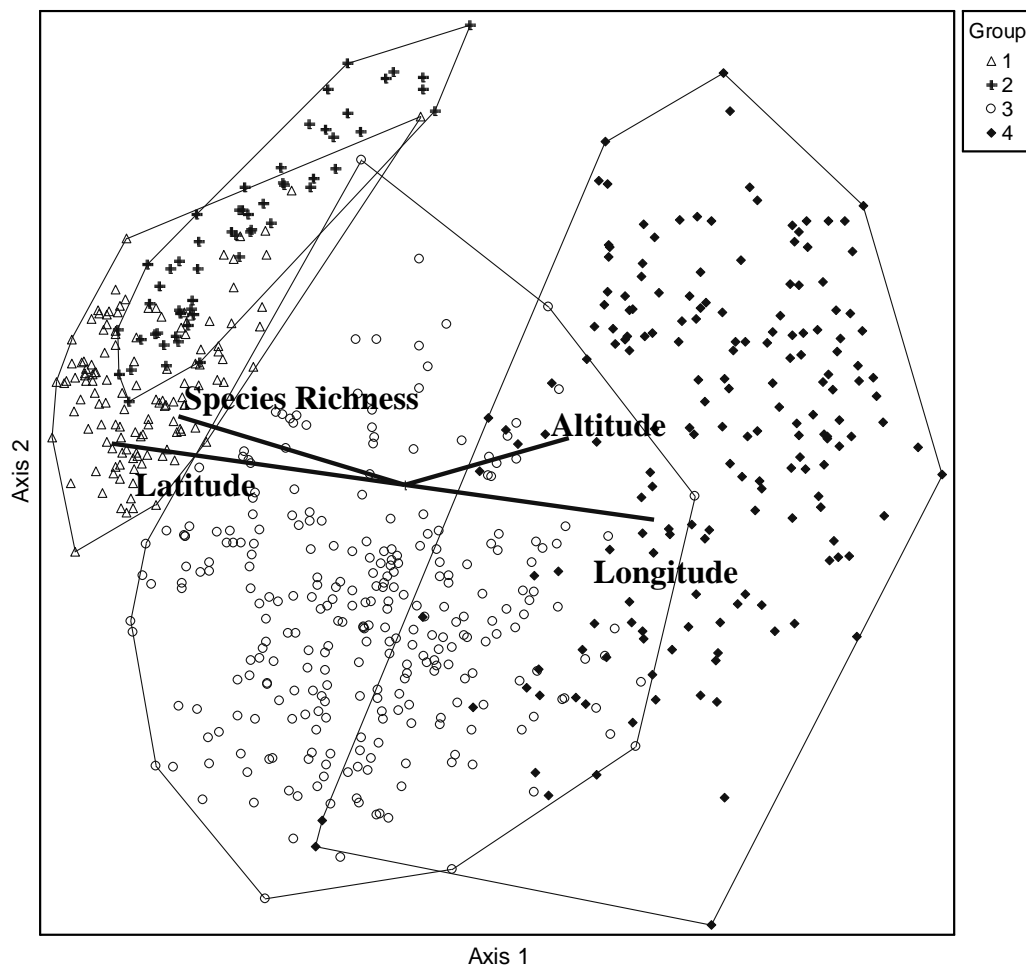 Group
1
2
3
4
Species Richness
Altitude
Latitude
Longitude
Axis 2
Axis 1